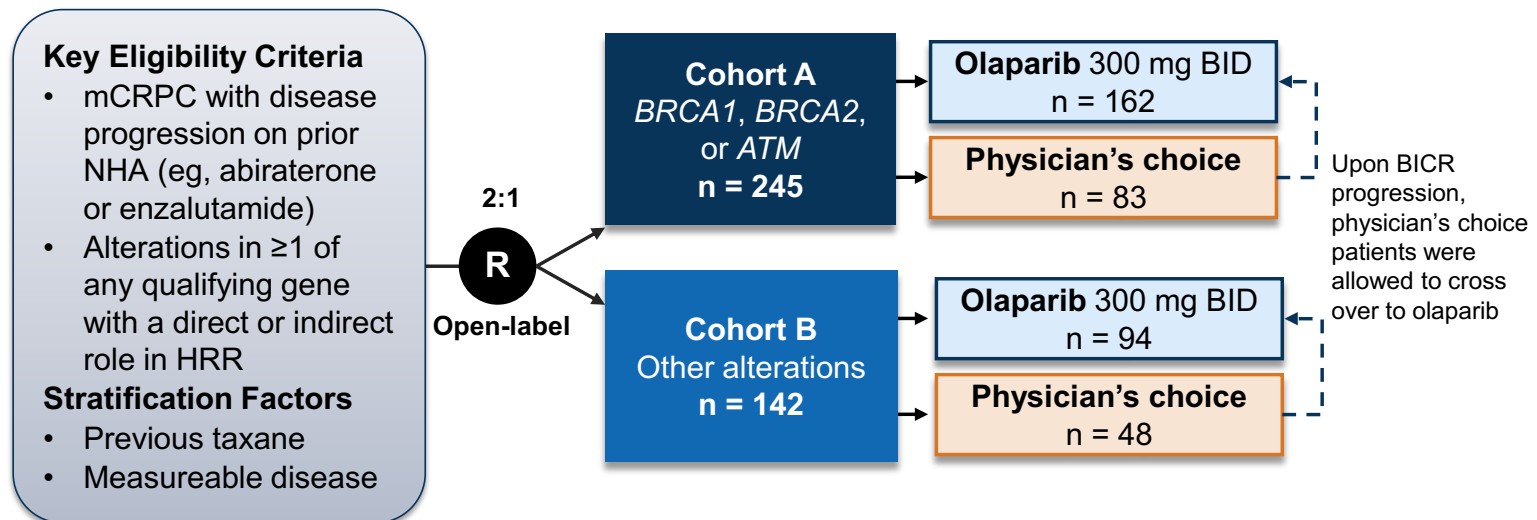 Key Eligibility Criteria
• mCRPC with disease
progression on prior
NHA (eg, abiraterone
or enzalutamide)
• Alterations in ≥1 of
any qualifying gene
with a direct or indirect
role in HRR
Stratification Factors
• Previous taxane
• Measureable disease
2:1
R
Open-label
Cohort A
BRCA1, BRCA2,
or ATM
n = 245
Olaparib 300 mg BID
n = 162
Physician’s choice
n = 83
Cohort B
Other alterations
n = 142
Olaparib 300 mg BID
n = 94
Physician’s choice
n = 48
Upon BICR
progression,
physician’s choice
patients were
allowed to cross
over to olaparib